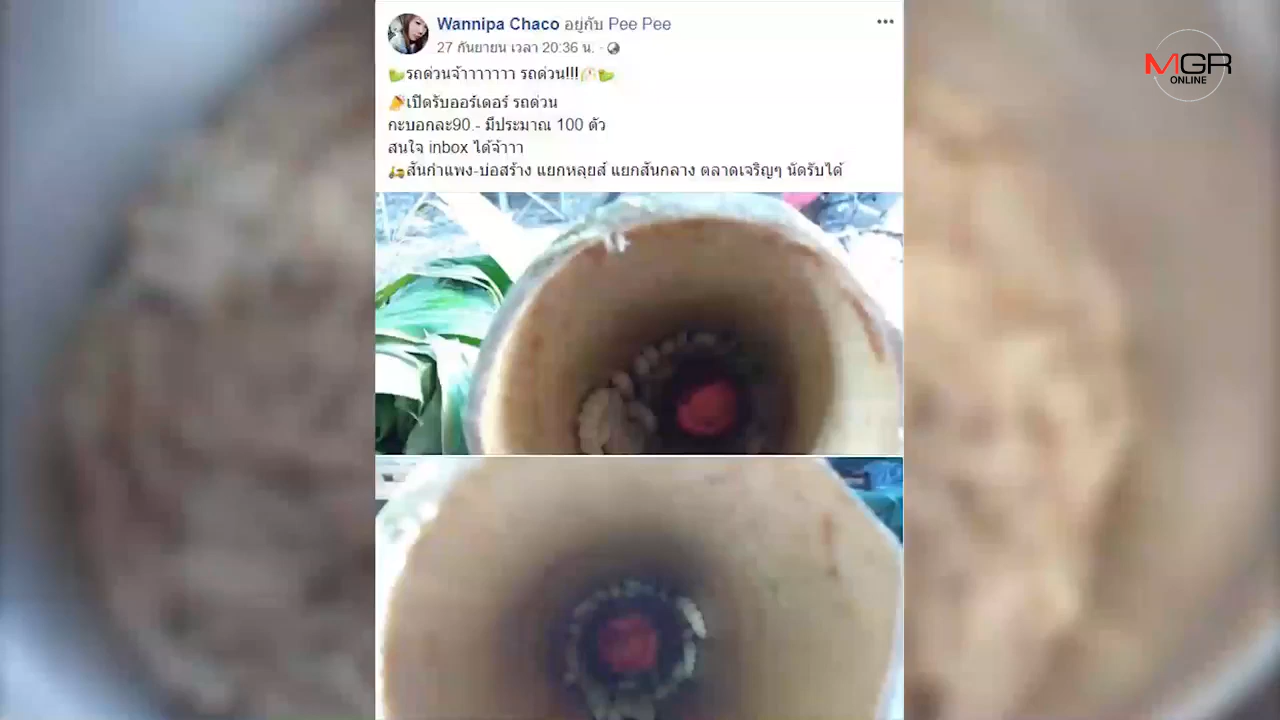 Wannipa Chaco อยู่กับ Pee Pee
27 กันยายน เวลา 20:36 น. ·
รถด่วนจ้าาาาาาา รถด่วน!!!
เปิดรับออร์เดอร์ รถด่วน
กะบอกละ90.- มีประมาณ 100 ตัว
สนใจ inbox ได้จ้าาา
สันกำแพง-บ่อสร้าง แยกหลุยส์ แยกสันกลาง ตลาดเจริญๆ นัดรับได้
MGR
ONLINE